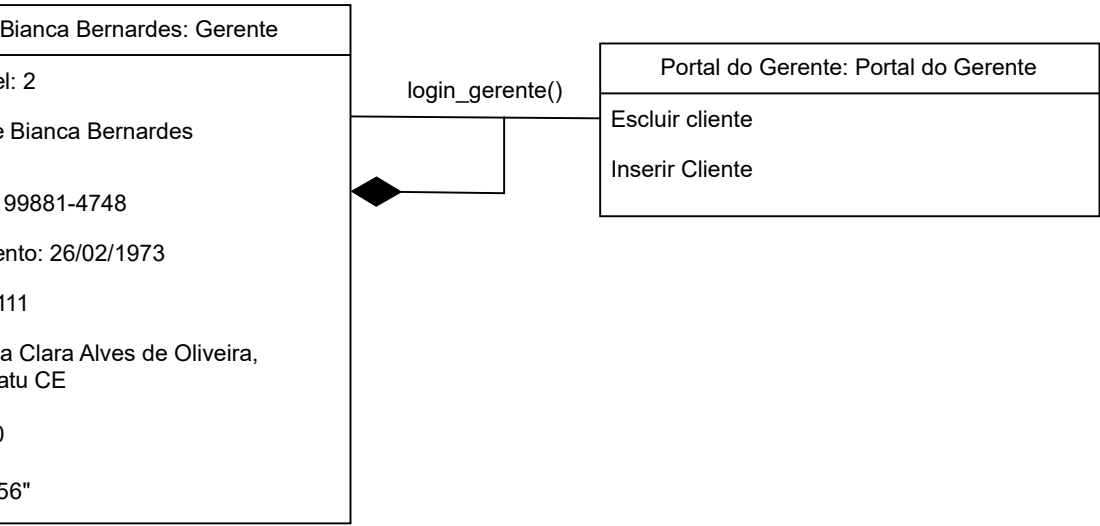 Bianca Bernardes: Gerente
el: 2
e Bianca Bernardes
99881-4748
ento: 26/02/1973
111
a Clara Alves de Oliveira,
atu CE
0
56"
login_gerente()
Portal do Gerente: Portal do Gerente
Escluir cliente
Inserir Cliente